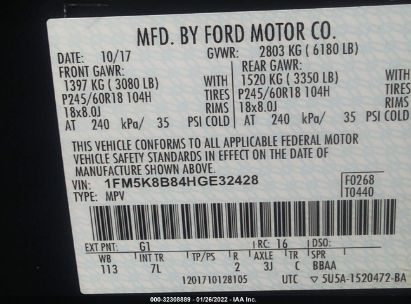 MFD. BY FORD MOTOR CO.
DATE: 10/17 GVWR: 2803 KG ( 6180 LB)
FRONT GAWR: REAR GAWR:
1397 KG ( 3080 LB) WITH 1520 KG ( 3350 LB) WITH
P245/60R18 104H TIRES P245/60R18 104H TIRES
18x8.0J RIMS 18x8.0J RIMS
AT 240 kPa/ 35 PSI COLD AT 240 kPa/ 35 PSI COLD
THIS VEHICLE CONFORMS TO ALL APPLICABLE FEDERAL MOTOR
VEHICLE SAFETY AND BUMPER STANDARDS IN EFFECT ON THE DATE OF
MANUFACTURE SHOWN ABOVE.
VIN: 1FM5K8B84HGE32428 F0268
TYPE: MPV T0440
EXT PNT: G1 RC: 16 DSO:
WB INT TR R AXLE TR
113 7L 2 3J C BBAA
1201710128105 UTC 5U5A-1520472-BA
000-32308889 - 01/26/2022 - IAA